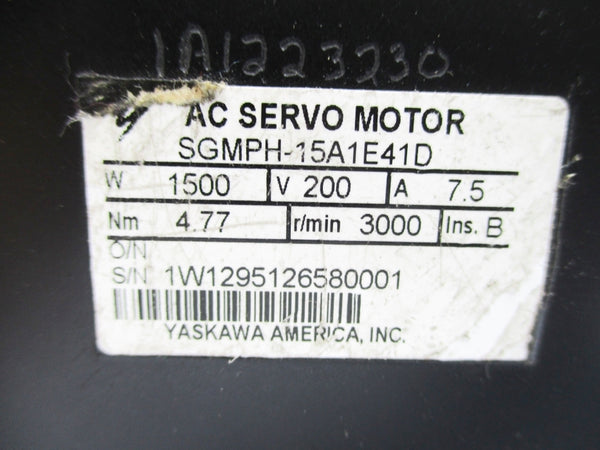 1A1223230
AC SERVO MOTOR
SGMPH-15A1E41D
W 1500 V 200 A 7.5
Nm 4.77 r/min 3000 Ins. B
O/N
S/N 1W1295126580001
YASKAWA AMERICA, INC.